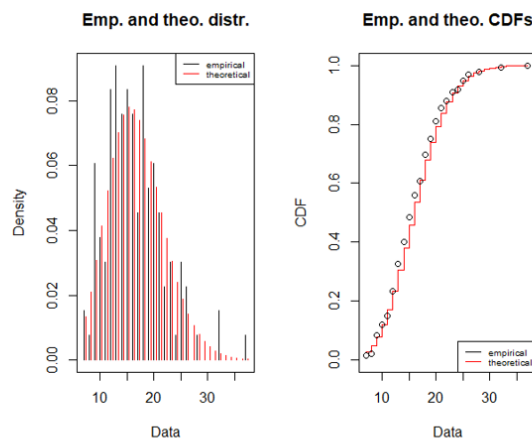 Emp. and theo. distr.
empirical
theoretical
Density
0.00 0.02 0.04 0.06 0.08
10 20 30
Data
Emp. and theo. CDFs
CDF
0.0 0.2 0.4 0.6 0.8 1.0
empirical
theoretical
10 20 30
Data